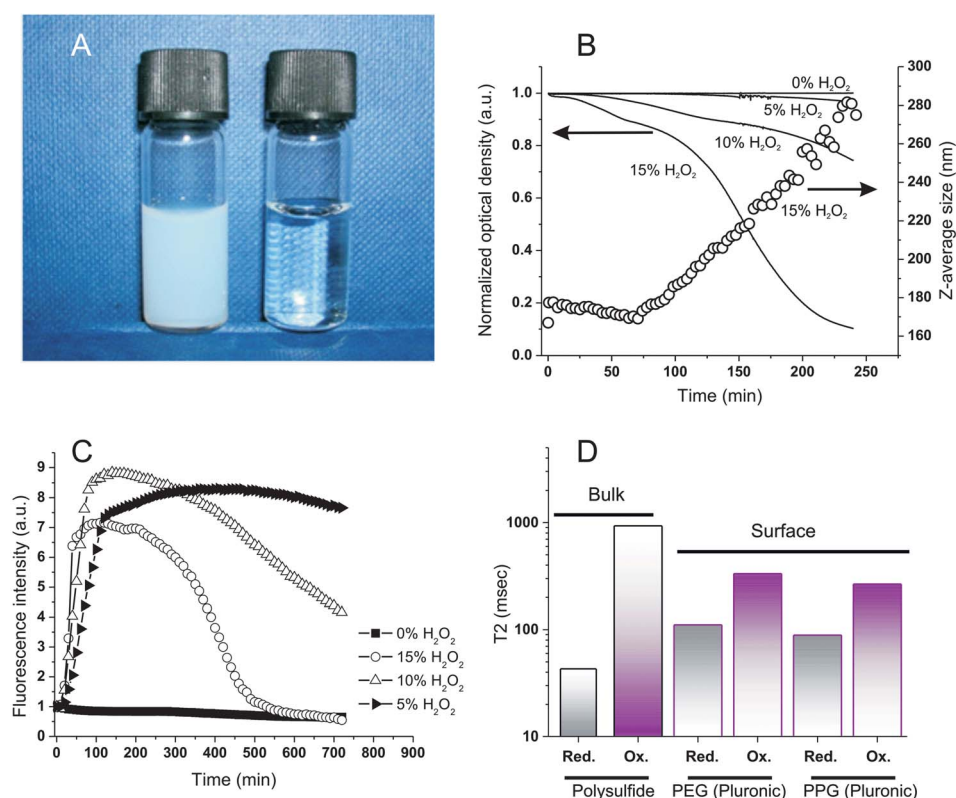 A
B
Normalized optical density (a.u.)
1.0
0.8
0.6
0.4
0.2
0.0
0% H₂O₂
5% H₂O₂
10% H₂O₂
15% H₂O₂
15% H₂O₂
300
280
260
240
220
200
180
160
Z-average size (nm)
0 50 100 150 200 250
Time (min)
C
Fluorescence intensity (a.u.)
9
8
7
6
5
4
3
2
1
0
0% H₂O₂
15% H₂O₂
10% H₂O₂
5% H₂O₂
0 100 200 300 400 500 600 700 800 900
Time (min)
D
T2 (msec)
1000
100
10
Bulk
Surface
Red. Ox. Red. Ox. Red. Ox.
Polysulfide PEG (Pluronic) PPG (Pluronic)